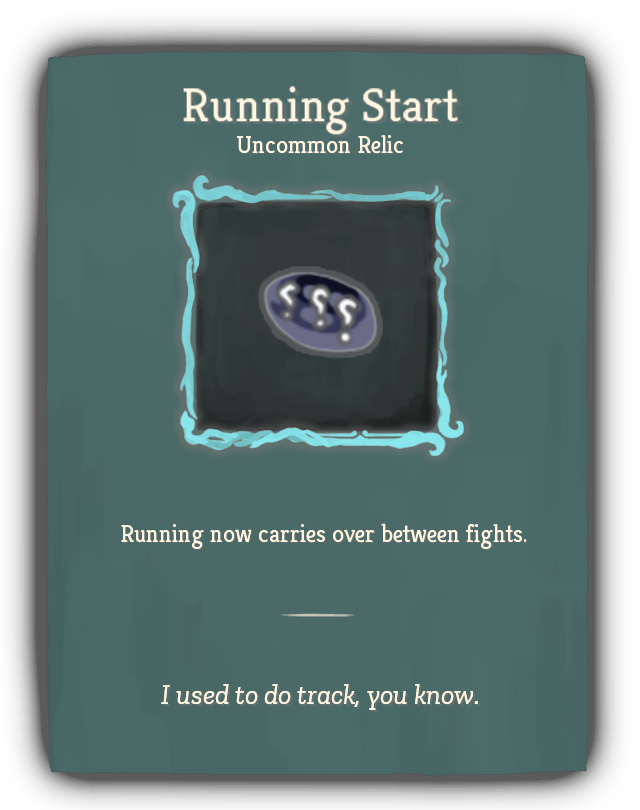 Running Start
Uncommon Relic
? ? ?
Running now carries over between fights.
I used to do track, you know.